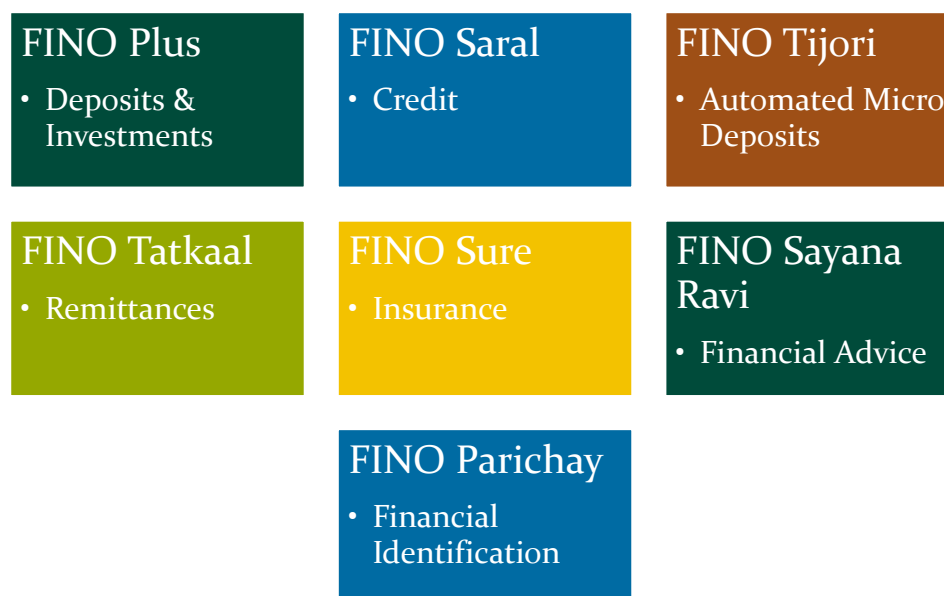 FINO Plus
• Deposits &
Investments
FINO Saral
• Credit
FINO Tijori
• Automated Micro
Deposits
FINO Tatkaal
• Remittances
FINO Sure
• Insurance
FINO Sayana
Ravi
• Financial Advice
FINO Parichay
• Financial
Identification